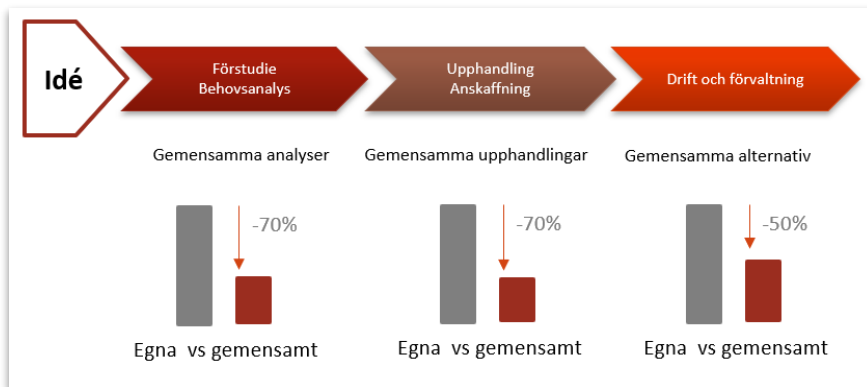 Idé
Förstudie
Behovsanalys
Upphandling
Anskaffning
Drift och förvaltning
Gemensamma analyser
Gemensamma upphandlingar
Gemensamma alternativ
-70%
-70%
-50%
Egna  vs gemensamt
Egna  vs gemensamt
Egna  vs gemensamt